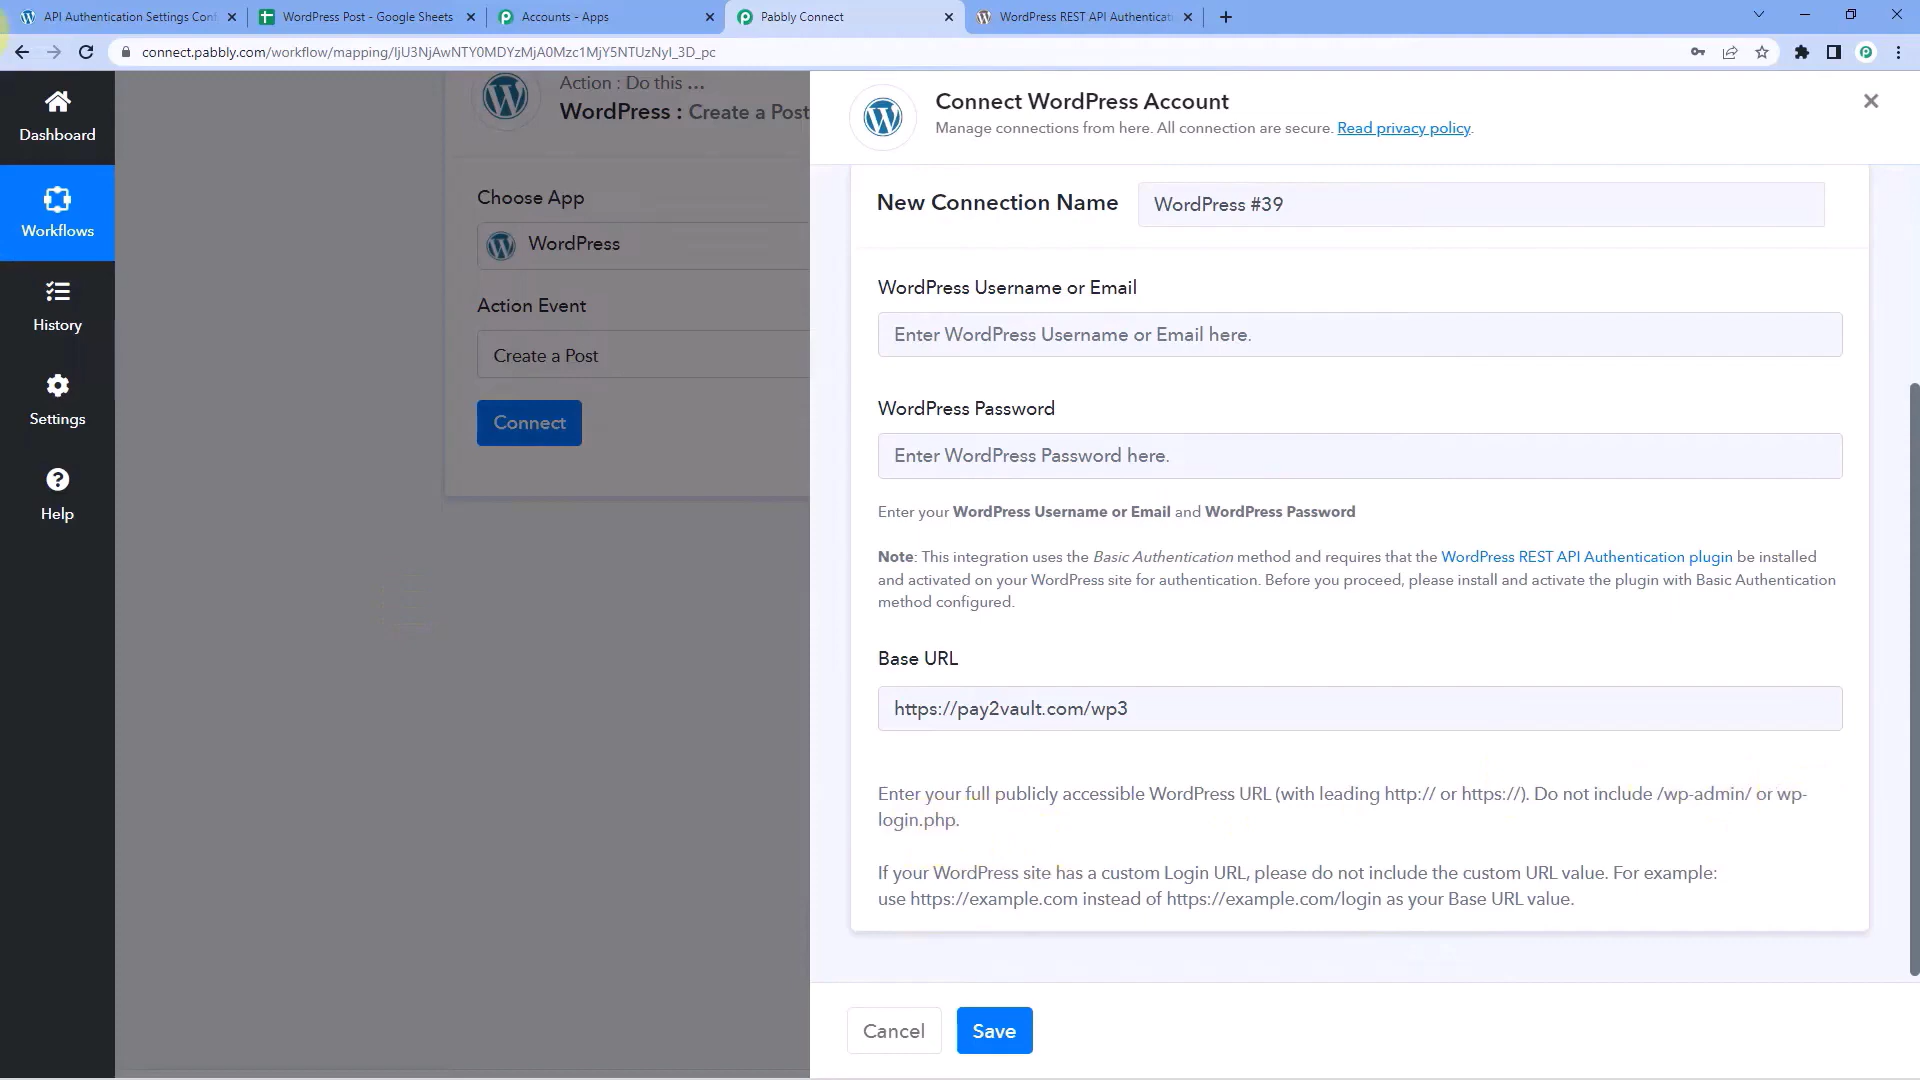 API Authentication Settings Con
WordPress Post - Google Sheets
Accounts - Apps
Pabbly Connect
WordPress REST API Authenticat
connect.pabbly.com/workflow/mapping/
Dashboard
Workflows
History
Settings
Help
Action : Do this ...
WordPress : Create a Post
Choose App
WordPress
Action Event
Create a Post
Connect
Connect WordPress Account
Manage connections from here. All connection are secure. Read privacy policy.
New Connection Name
WordPress #39
WordPress Username or Email
Enter WordPress Username or Email here.
WordPress Password
Enter WordPress Password here.
Enter your WordPress Username or Email and WordPress Password
Note: This integration uses the Basic Authentication method and requires that the WordPress REST API Authentication plugin be installed
and activated on your WordPress site for authentication. Before you proceed, please install and activate the plugin with Basic Authentication
method configured.
Base URL
https://pay2vault.com/wp3
Enter your full publicly accessible WordPress URL (with leading http:// or https://). Do not include /wp-admin/ or wp-
login.php.
If your WordPress site has a custom Login URL, please do not include the custom URL value. For example:
use https://example.com instead of https://example.com/login as your Base URL value.
Cancel
Save